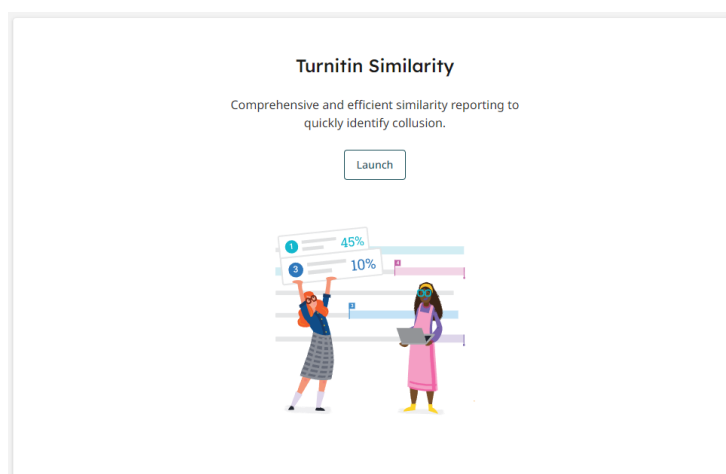 Turnitin Similarity
Comprehensive and efficient similarity reporting to
quickly identify collusion.
Launch
1 45%
3 10%